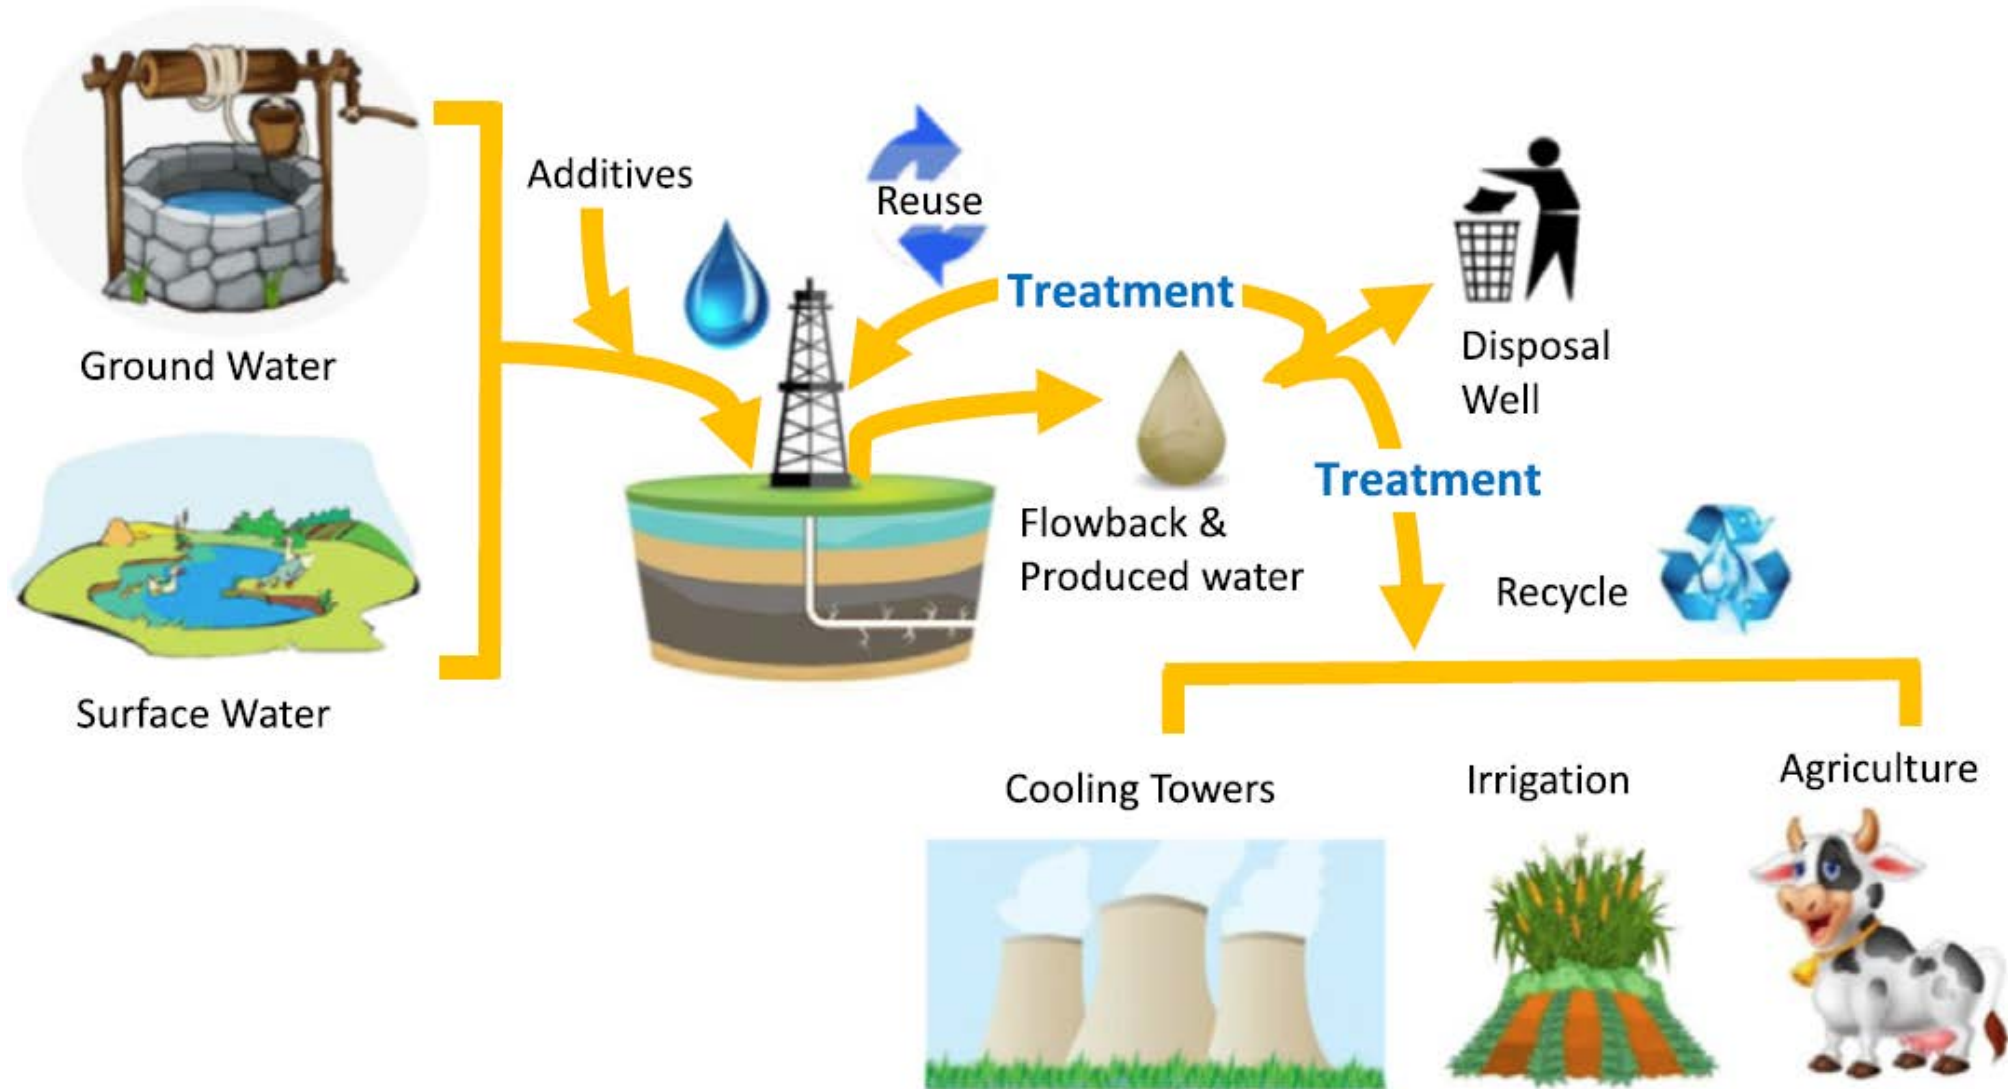 Ground Water
Surface Water
Additives
Reuse
Treatment
Flowback &
Produced water
Disposal
Well
Treatment
Recycle
Cooling Towers
Irrigation
Agriculture